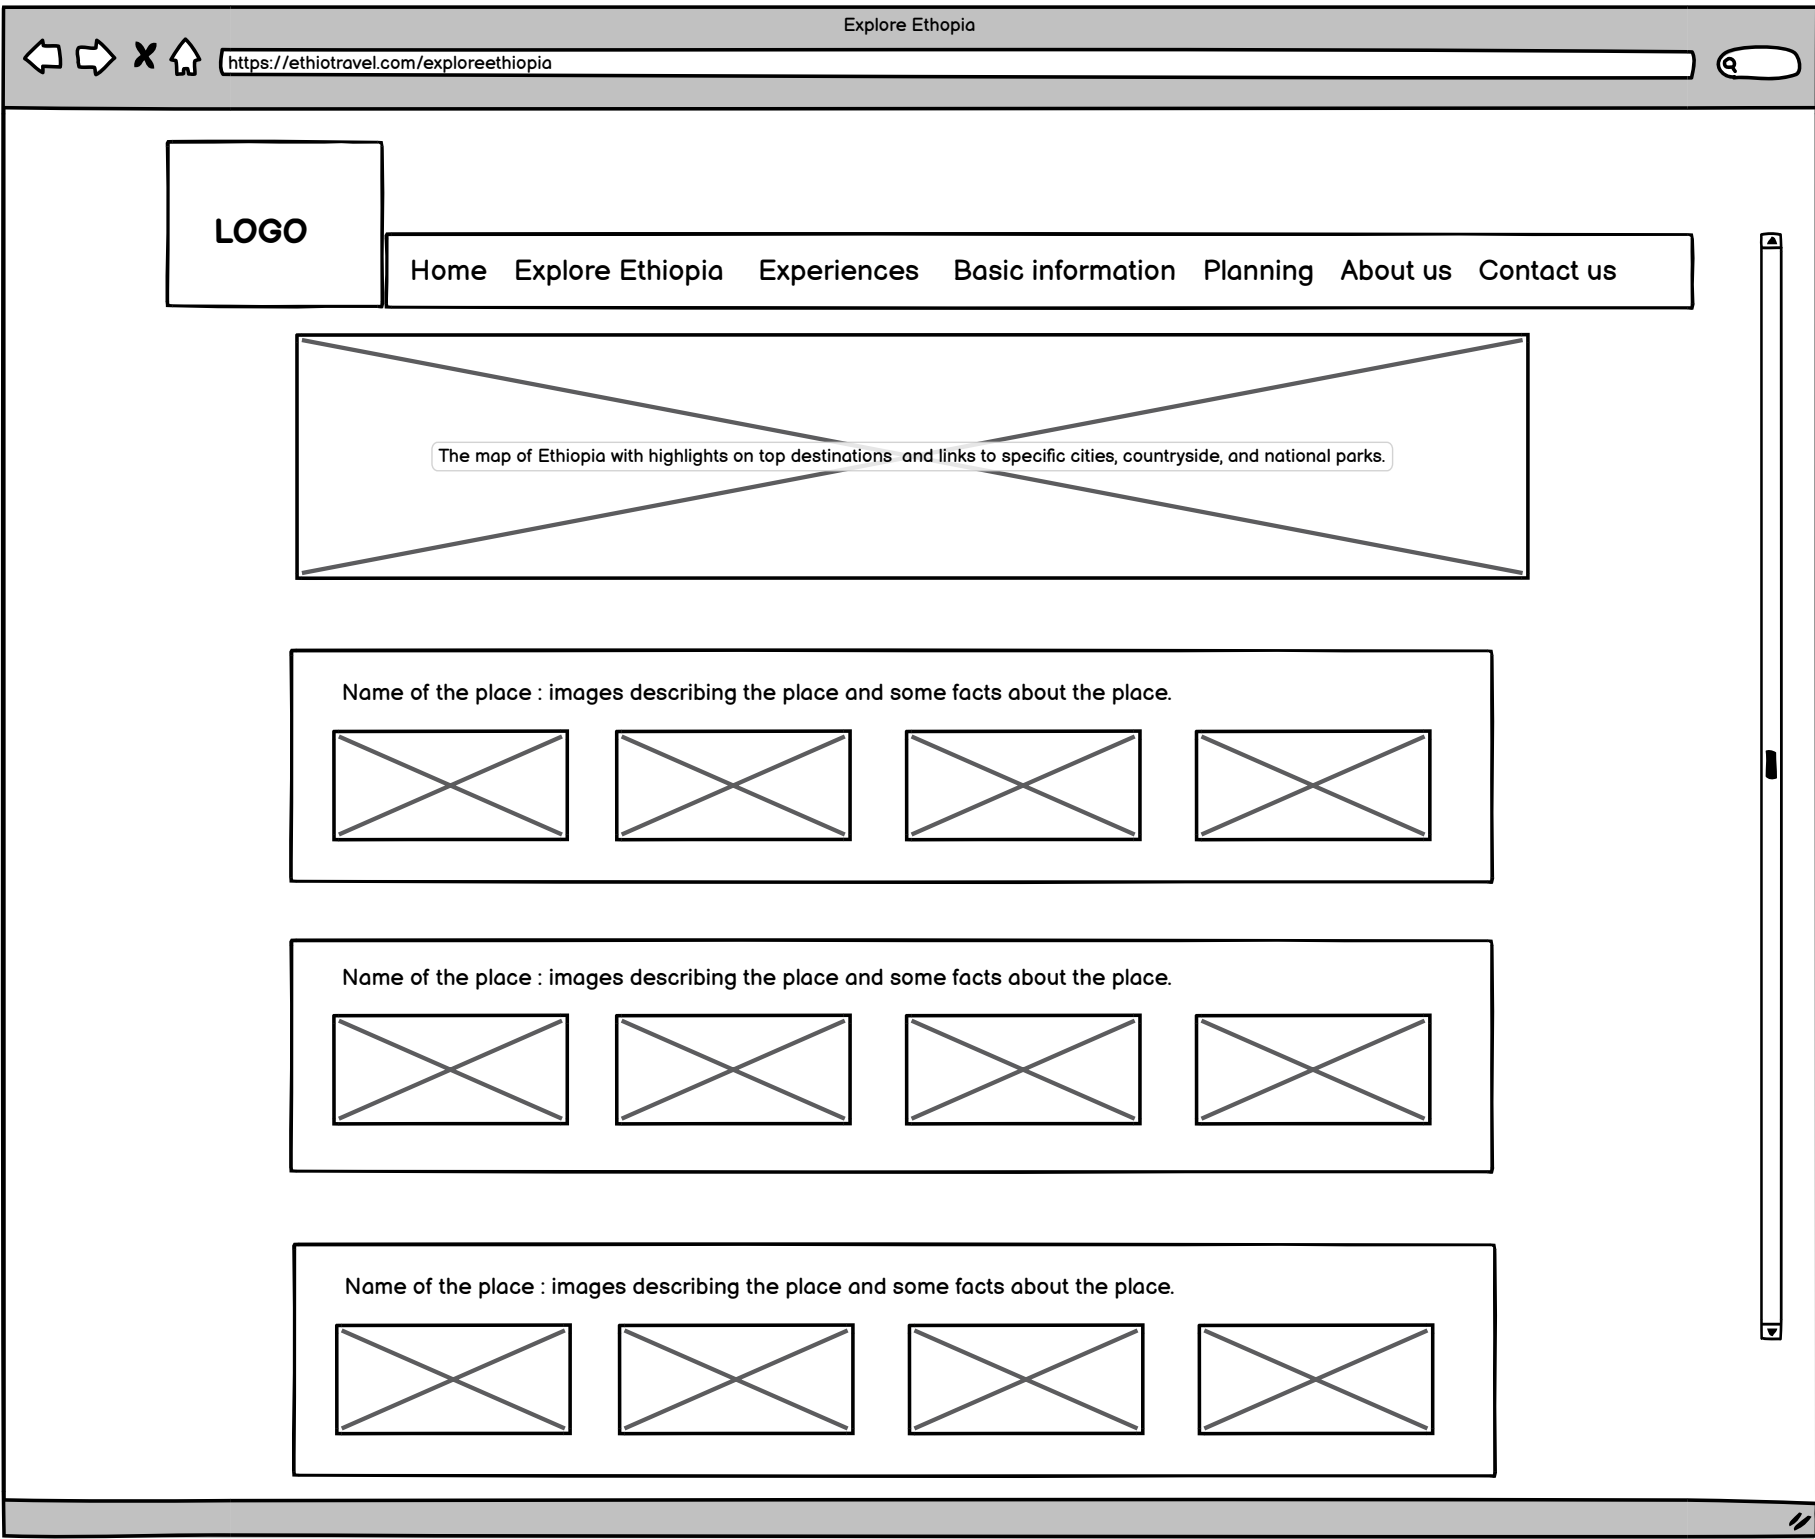 Explore Ethopia
https://ethiotravel.com/exploreethiopia
LOGO
Home Explore Ethiopia Experiences Basic information Planning About us Contact us
The map of Ethiopia with highlights on top destinations and links to specific cities, countryside, and national parks.
Name of the place : images describing the place and some facts about the place.
Name of the place : images describing the place and some facts about the place.
Name of the place : images describing the place and some facts about the place.